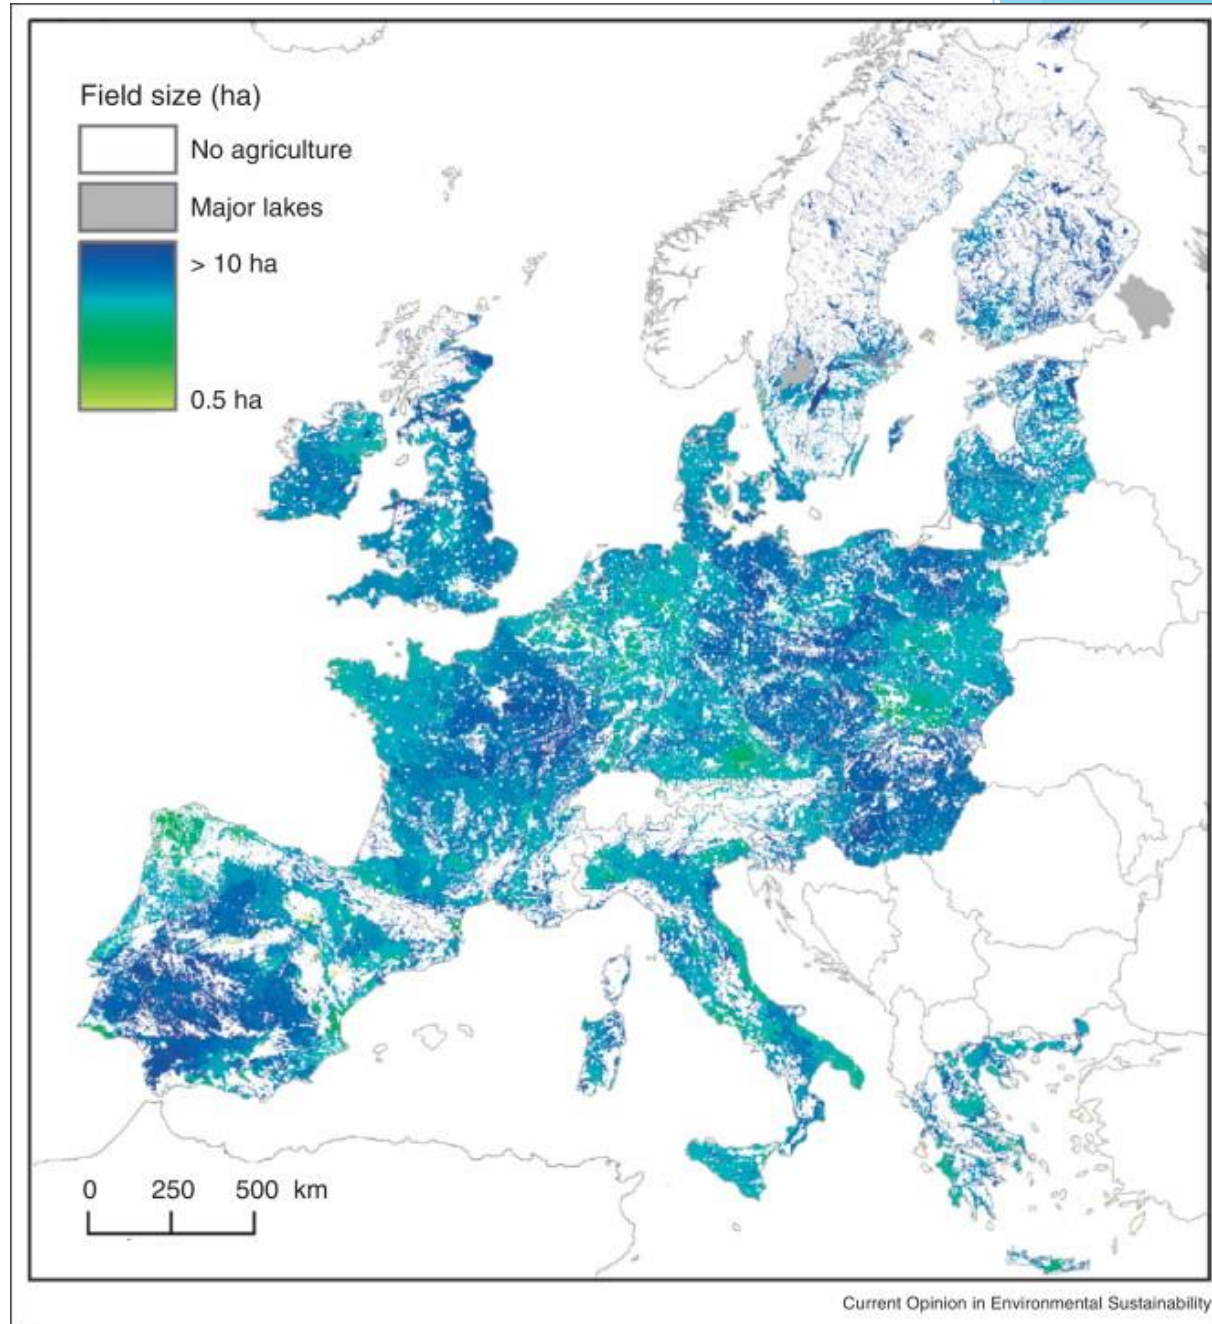 Field size (ha)
No agriculture
Major lakes
> 10 ha
0.5 ha
0 250 500 km
Current Opinion in Environmental Sustainability